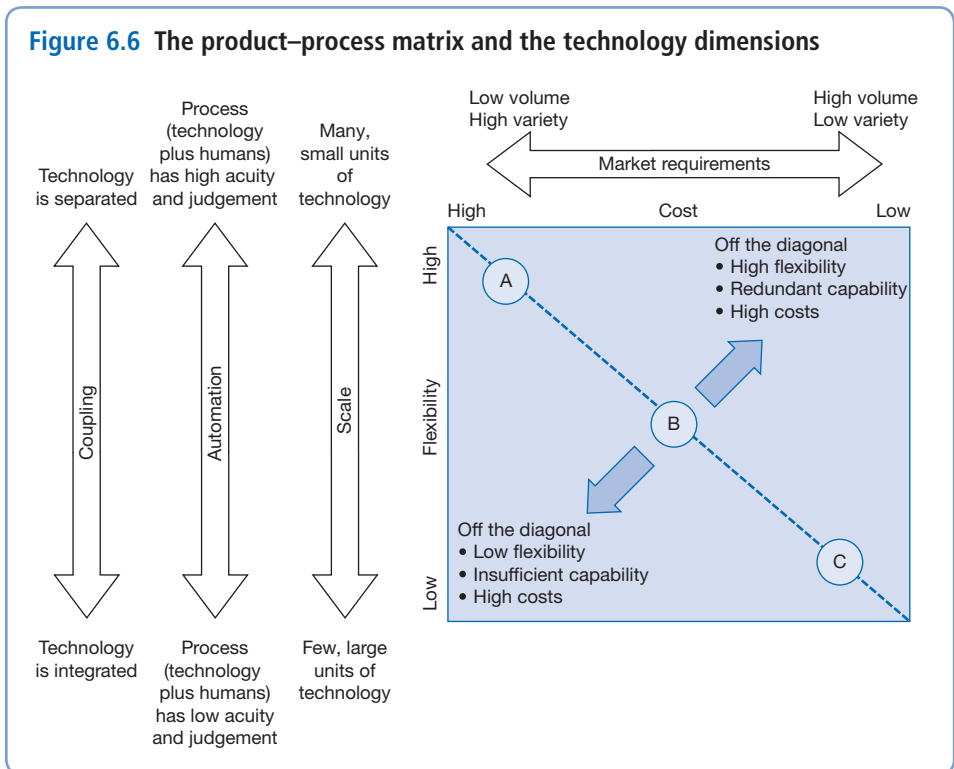 Figure 6.6 The product–process matrix and the technology dimensions
Technology
is separated
Process
(technology
plus humans)
has high acuity
and judgement
Many,
small units
of
technology
Coupling
Automation
Scale
Technology
is integrated
Process
(technology
plus humans)
has low acuity
and judgement
Few, large
units of
technology
Low volume
High variety
High volume
Low variety
Market requirements
High
Cost
Low
High
Flexibility
Low
A
B
C
Off the diagonal
• High flexibility
• Redundant capability
• High costs
Off the diagonal
• Low flexibility
• Insufficient capability
• High costs